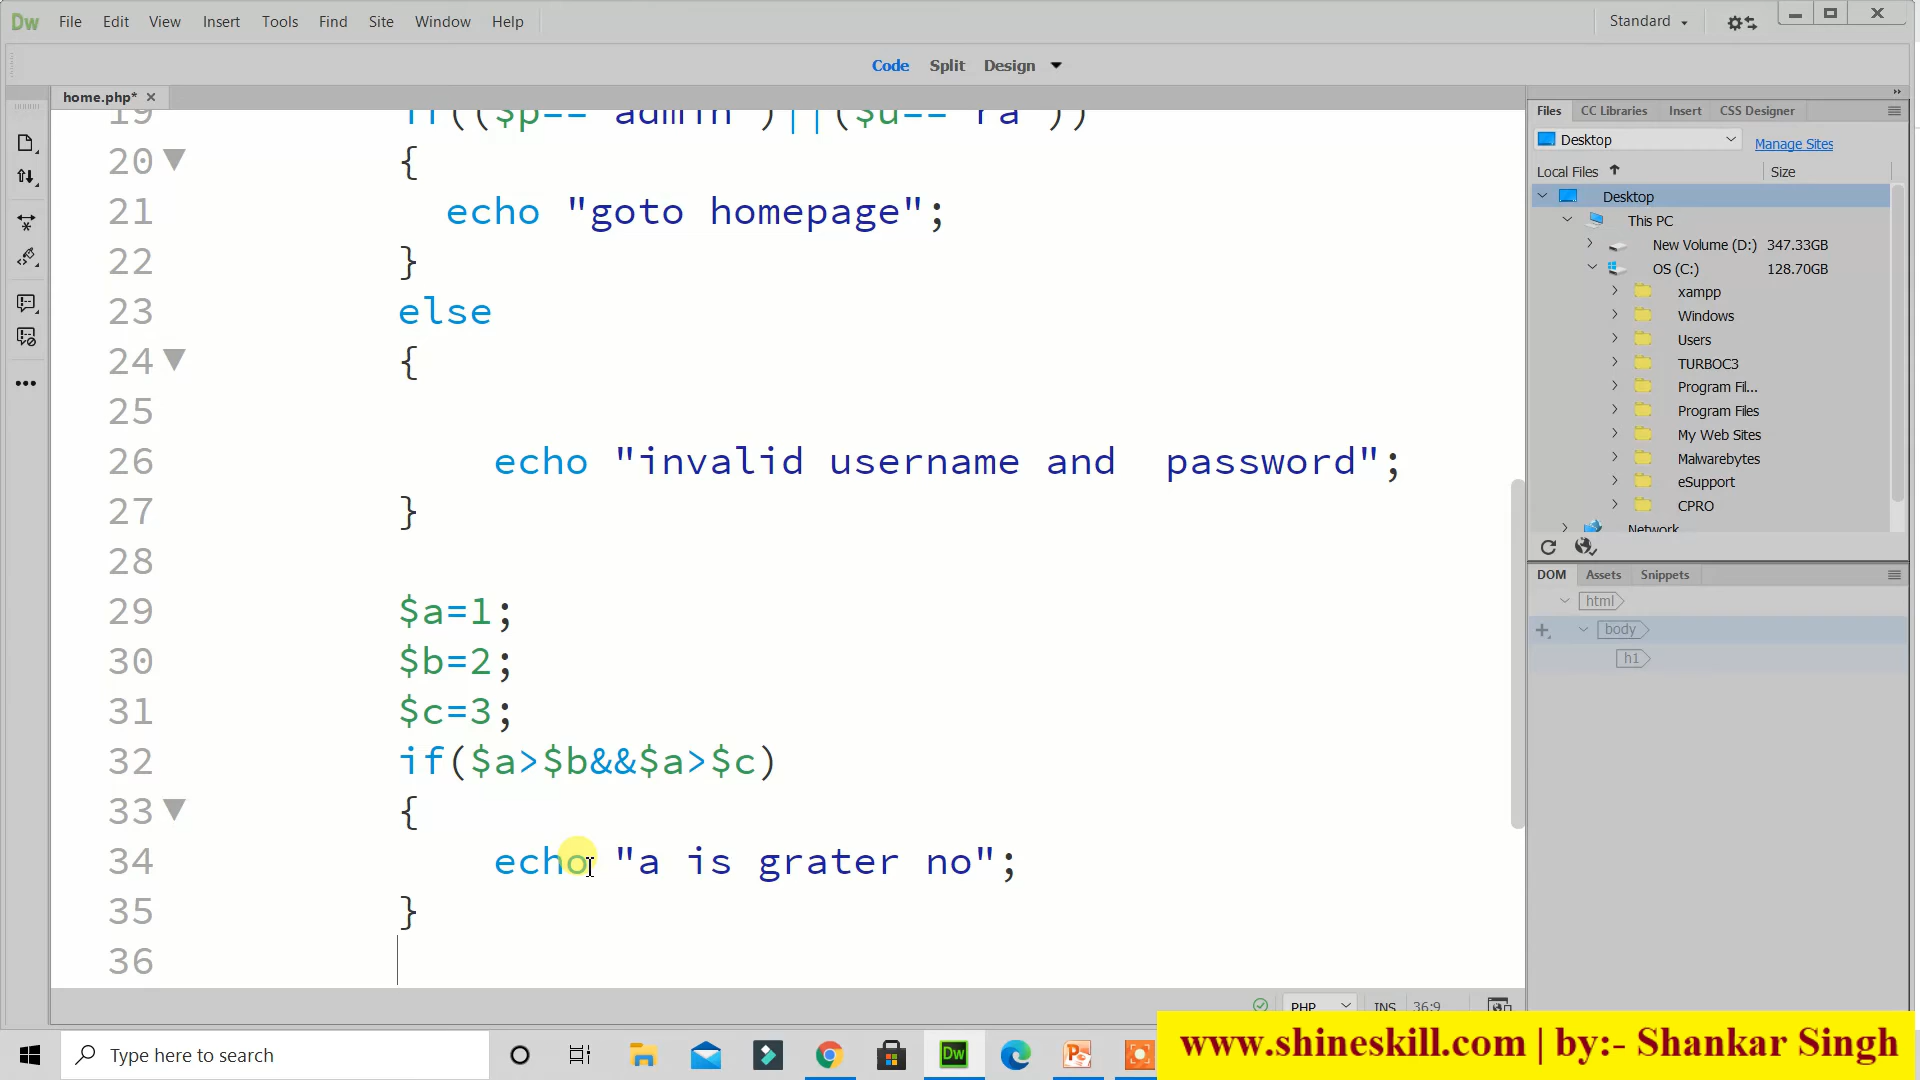 Dw File Edit View Insert Tools Find Site Window Help Standard
Code Split Design
home.php* ×
Files CC Libraries Insert CSS Designer
Desktop Manage Sites
Local Files Size
Desktop
This PC
New Volume (D:) 347.33GB
OS (C:) 128.70GB
xampp
Windows
Users
TURBOC3
Program Fil...
Program Files
My Web Sites
Malwarebytes
eSupport
CPRO
Network
DOM Assets Snippets
html
body
h1
19 if(($p=="admin")||($u=="ra"))
20 {
21 echo "goto homepage";
22 }
23 else
24 {
25
26 echo "invalid username and  password";
27 }
28
29 $a=1;
30 $b=2;
31 $c=3;
32 if($a>$b&&$a>$c)
33 {
34 echo "a is grater no";
35 }
36
PHP INS 36:9
Type here to search
Dw
www.shineskill.com | by:- Shankar Singh